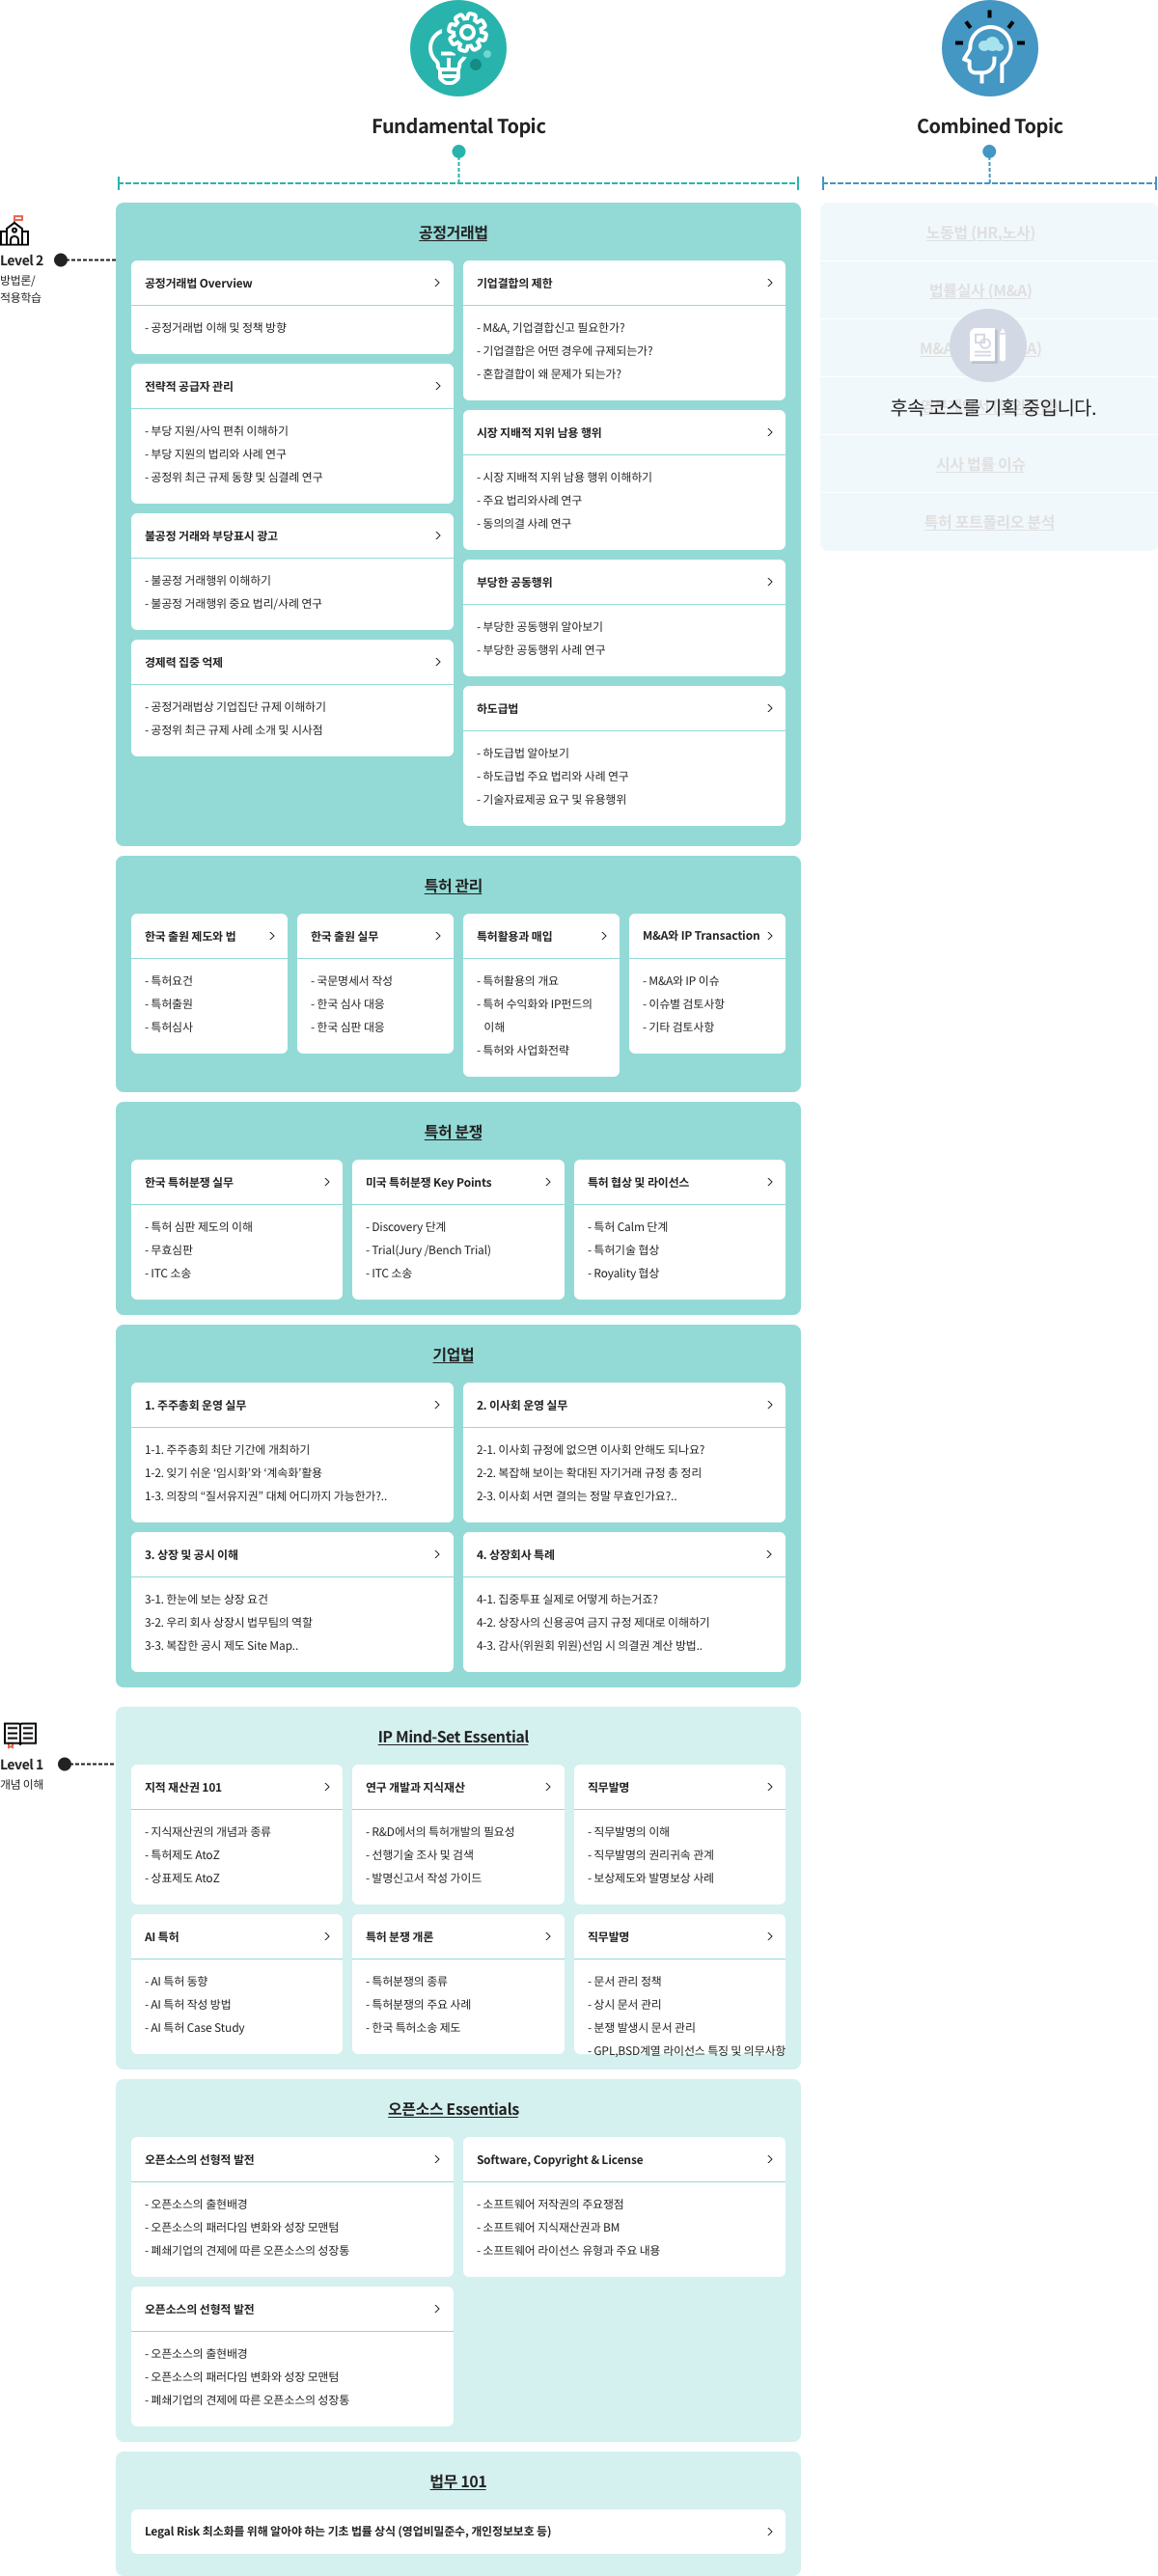 Fundamental Topic
Combined Topic
Level 2
방법론/
적용학습
공정거래법
공정거래법 Overview
- 공정거래법 이해 및 정책 방향
전략적 공급자 관리
- 부당 지원/사익 편취 이해하기
- 부당 지원의 법리와 사례 연구
- 공정위 최근 규제 동향 및 심결례 연구
불공정 거래와 부당표시 광고
- 불공정 거래행위 이해하기
- 불공정 거래행위 중요 법리/사례 연구
경제력 집중 억제
- 공정거래법상 기업집단 규제 이해하기
- 공정위 최근 규제 사례 소개 및 시사점
기업결합의 제한
- M&A, 기업결합신고 필요한가?
- 기업결합은 어떤 경우에 규제되는가?
- 혼합결합이 왜 문제가 되는가?
시장 지배적 지위 남용 행위
- 시장 지배적 지위 남용 행위 이해하기
- 주요 법리와사례 연구
- 동의의결 사례 연구
부당한 공동행위
- 부당한 공동행위 알아보기
- 부당한 공동행위 사례 연구
하도급법
- 하도급법 알아보기
- 하도급법 주요 법리와 사례 연구
- 기술자료제공 요구 및 유용행위
노동법 (HR,노사)
법률실사 (M&A)
후속 코스를 기획 중입니다.
시사 법률 이슈
특허 포트폴리오 분석
특허 관리
한국 출원 제도와 법
- 특허요건
- 특허출원
- 특허심사
한국 출원 실무
- 국문명세서 작성
- 한국 심사 대응
- 한국 심판 대응
특허활용과 매입
- 특허활용의 개요
- 특허 수익화와 IP펀드의
이해
- 특허와 사업화전략
M&A와 IP Transaction
- M&A와 IP 이슈
- 이슈별 검토사항
- 기타 검토사항
특허 분쟁
한국 특허분쟁 실무
- 특허 심판 제도의 이해
- 무효심판
- ITC 소송
미국 특허분쟁 Key Points
- Discovery 단계
- Trial(Jury /Bench Trial)
- ITC 소송
특허 협상 및 라이선스
- 특허 Calm 단계
- 특허기술 협상
- Royality 협상
기업법
1. 주주총회 운영 실무
1-1. 주주총회 최단 기간에 개최하기
1-2. 잊기 쉬운 ‘임시화’와 ‘계속화’활용
1-3. 의장의 “질서유지권” 대체 어디까지 가능한가?..
2. 이사회 운영 실무
2-1. 이사회 규정에 없으면 이사회 안해도 되나요?
2-2. 복잡해 보이는 확대된 자기거래 규정 총 정리
2-3. 이사회 서면 결의는 정말 무효인가요?..
3. 상장 및 공시 이해
3-1. 한눈에 보는 상장 요건
3-2. 우리 회사 상장시 법무팀의 역할
3-3. 복잡한 공시 제도 Site Map..
4. 상장회사 특례
4-1. 집중투표 실제로 어떻게 하는거죠?
4-2. 상장사의 신용공여 금지 규정 제대로 이해하기
4-3. 감사(위원회 위원)선임 시 의결권 계산 방법..
Level 1
개념 이해
IP Mind-Set Essential
지적 재산권 101
- 지식재산권의 개념과 종류
- 특허제도 AtoZ
- 상표제도 AtoZ
연구 개발과 지식재산
- R&D에서의 특허개발의 필요성
- 선행기술 조사 및 검색
- 발명신고서 작성 가이드
직무발명
- 직무발명의 이해
- 직무발명의 권리귀속 관계
- 보상제도와 발명보상 사례
AI 특허
- AI 특허 동향
- AI 특허 작성 방법
- AI 특허 Case Study
특허 분쟁 개론
- 특허분쟁의 종류
- 특허분쟁의 주요 사례
- 한국 특허소송 제도
직무발명
- 문서 관리 정책
- 상시 문서 관리
- 분쟁 발생시 문서 관리
- GPL,BSD계열 라이선스 특징 및 의무사항
오픈소스 Essentials
오픈소스의 선형적 발전
- 오픈소스의 출현배경
- 오픈소스의 패러다임 변화와 성장 모맨텀
- 폐쇄기업의 견제에 따른 오픈소스의 성장통
Software, Copyright & License
- 소프트웨어 저작권의 주요쟁점
- 소프트웨어 지식재산권과 BM
- 소프트웨어 라이선스 유형과 주요 내용
오픈소스의 선형적 발전
- 오픈소스의 출현배경
- 오픈소스의 패러다임 변화와 성장 모맨텀
- 폐쇄기업의 견제에 따른 오픈소스의 성장통
법무 101
Legal Risk 최소화를 위해 알아야 하는 기초 법률 상식 (영업비밀준수, 개인정보보호 등)